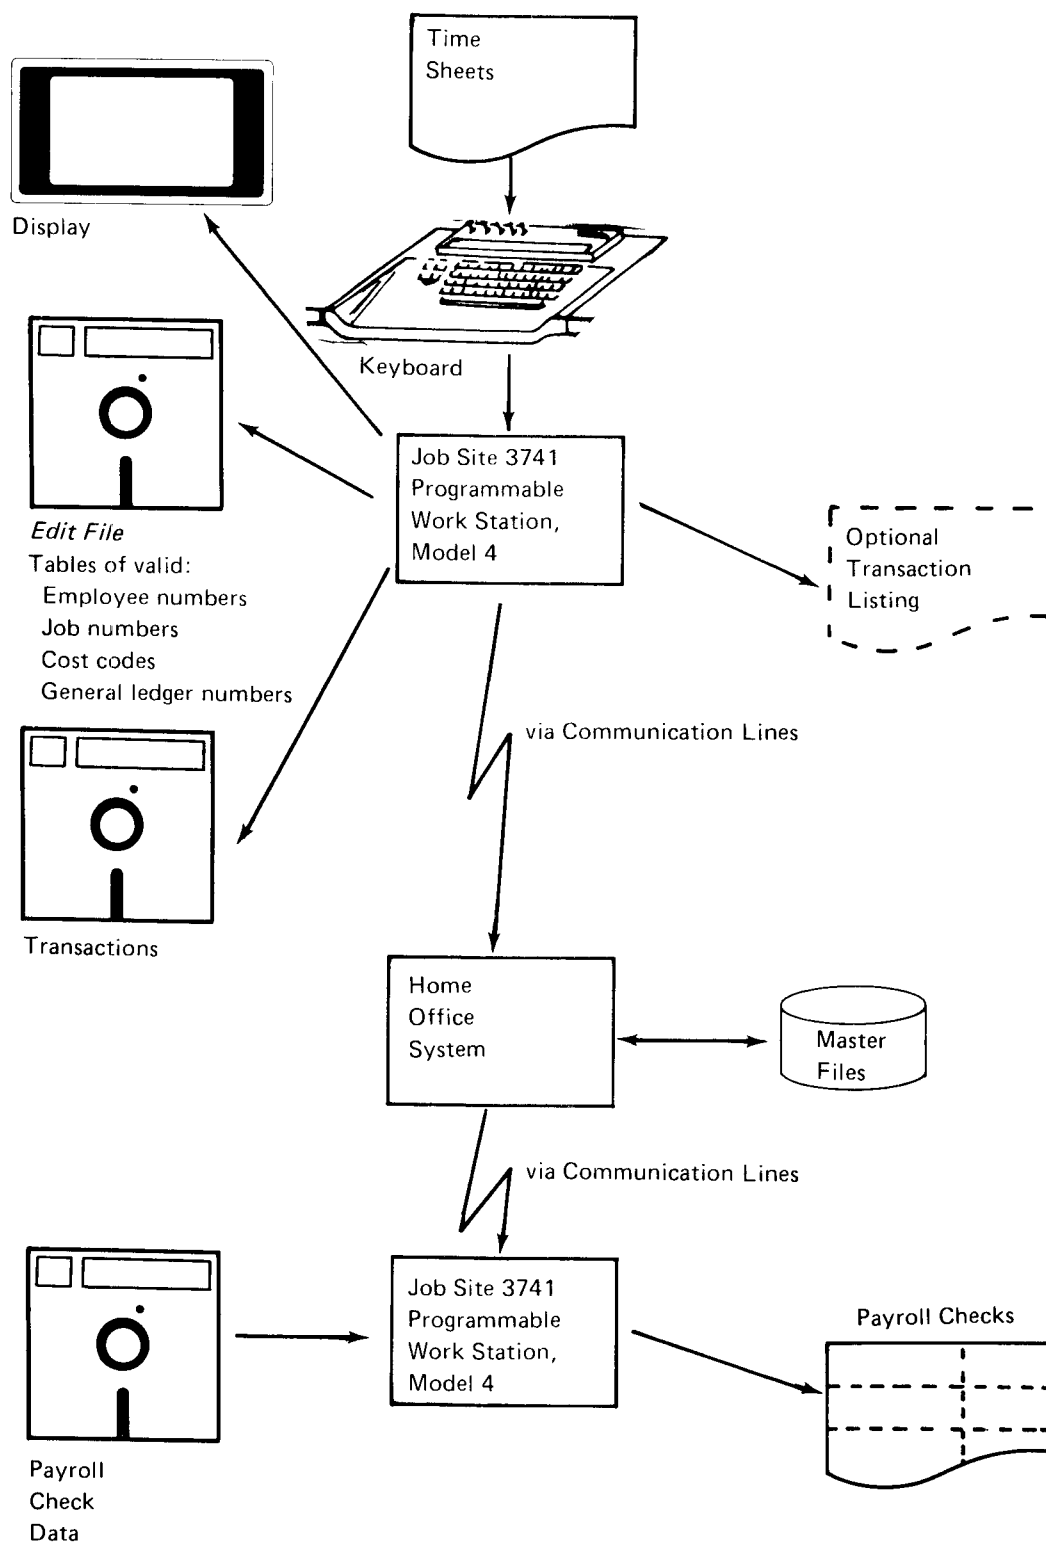 Time
Sheets
Display
Keyboard
Job Site 3741
Programmable
Work Station,
Model 4
Edit File
Tables of valid:
Employee numbers
Job numbers
Cost codes
General ledger numbers
Optional
Transaction
Listing
via Communication Lines
Transactions
Home
Office
System
Master
Files
via Communication Lines
Job Site 3741
Programmable
Work Station,
Model 4
Payroll Checks
Payroll
Check
Data